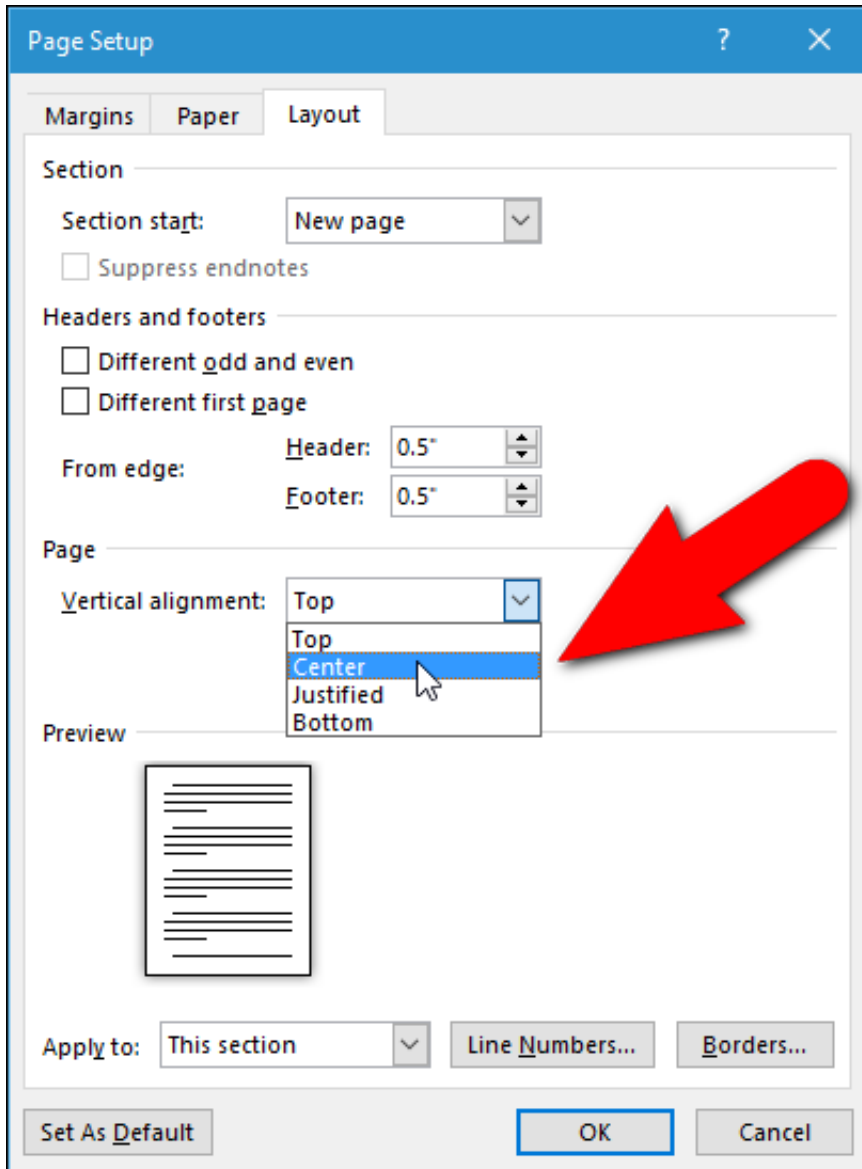 Page Setup ?
Margins Paper Layout
Section
Section start: New page
Suppress endnotes
Headers and footers
Different odd and even
Different first page
From edge:
Header: 0.5"
Footer: 0.5"
Page
Vertical alignment: Top
Top
Center
Justified
Bottom
Preview
Apply to: This section Line Numbers... Borders...
Set As Default OK Cancel